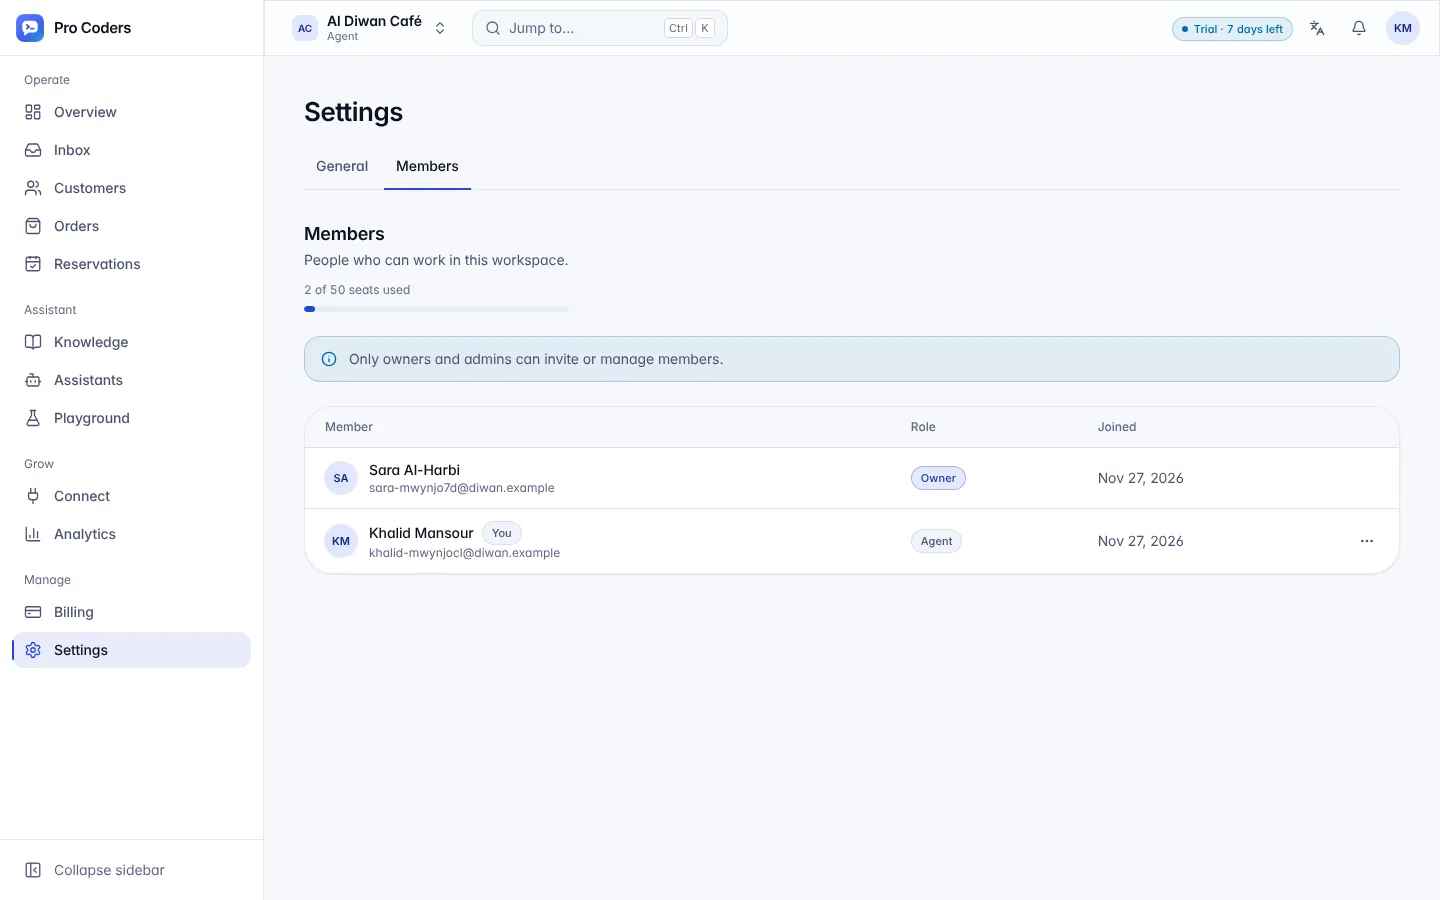 Pro Coders
AC
Al Diwan Café
Agent
Jump to...
Ctrl K
Trial · 7 days left
KM
Operate
Overview
Inbox
Customers
Orders
Reservations
Assistant
Knowledge
Assistants
Playground
Grow
Connect
Analytics
Manage
Billing
Settings
Collapse sidebar
Settings
General Members
Members
People who can work in this workspace.
2 of 50 seats used
Only owners and admins can invite or manage members.
Member Role Joined
SA Sara Al-Harbi Owner Nov 27, 2026
sara-mwynjo7d@diwan.example
KM Khalid Mansour You Agent Nov 27, 2026
khalid-mwynjocl@diwan.example